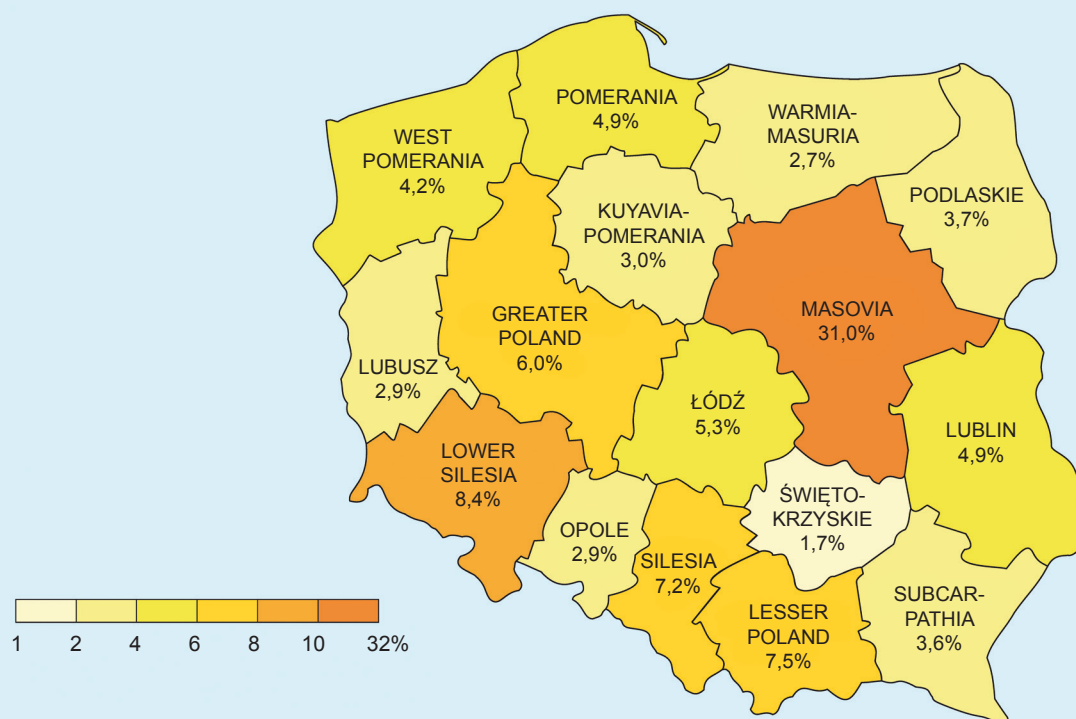 POMERANIA
4,9%
WEST
POMERANIA
4,2%
WARMIA-
MASURIA
2,7%
PODLASKIE
3,7%
KUYAVIA-
POMERANIA
3,0%
GREATER
POLAND
6,0%
MASOVIA
31,0%
LUBUSZ
2,9%
ŁÓDŹ
5,3%
LUBLIN
4,9%
LOWER
SILESIA
8,4%
OPOLE
2,9%
SILESIA
7,2%
ŚWIĘTO-
KRZYSKIE
1,7%
LESSER
POLAND
7,5%
SUBCAR-
PATHIA
3,6%
1 2 4 6 8 10 32%